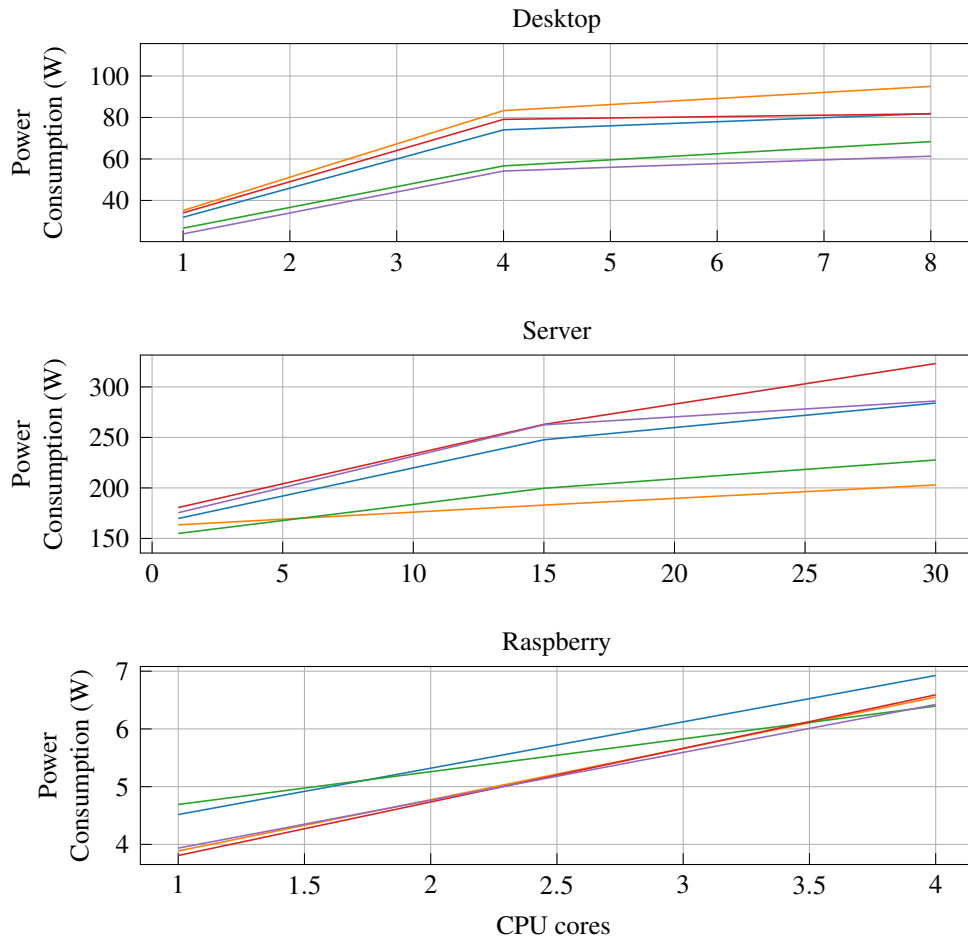 Desktop
Power
Consumption (W)
100
80
60
40
1 2 3 4 5 6 7 8
Server
Power
Consumption (W)
300
250
200
150
0 5 10 15 20 25 30
Raspberry
Power
Consumption (W)
7
6
5
4
1 1.5 2 2.5 3 3.5 4
CPU cores